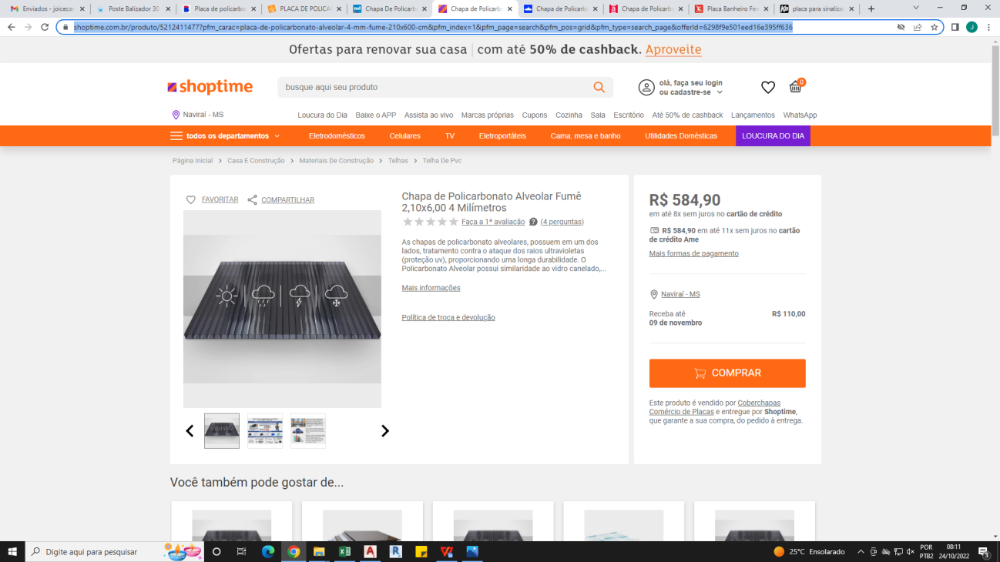 Enviados - joicecar
Poste Balizador 30
Placa de policarbon
PLACA DE POLICAR
Chapa De Policarbo
Chapa de Policarbo
Chapa de Policarbo
Chapa de Policarbo
Placa Banheiro Fem
placa para sinaliza
shoptime.com.br/produto/5212411477?pfm_carac=placa-de-policarbonato-alveolar-4-mm-fume-210x600-cm&pfm_index=1&pfm_page=search&pfm_pos=grid&pfm_type=search_page&offerId=6298f9e501eed16e395ff636
J
Ofertas para renovar sua casa | com até 50% de cashback. Aproveite
shoptime
busque aqui seu produto
olá, faça seu login
ou cadastre-se
0
Naviraí - MS
Loucura do Dia Baixe o APP Assista ao vivo Marcas próprias Cupons Cozinha Sala Escritório Até 50% de cashback Lançamentos WhatsApp
todos os departamentos Eletrodomésticos Celulares TV Eletroportáteis Cama, mesa e banho Utilidades Domésticas LOUCURA DO DIA
Página Inicial > Casa E Construção > Materiais De Construção > Telhas > Telha De Pvc
FAVORITAR COMPARTILHAR
Chapa de Policarbonato Alveolar Fumê
2,10x6,00 4 Milímetros
Faça a 1ª avaliação ? (4 perguntas)
As chapas de policarbonato alveolares, possuem em um dos
lados, tratamento contra o ataque dos raios ultravioletas
(proteção uv), proporcionando uma longa durabilidade. O
Policarbonato Alveolar possui similaridade ao vidro canelado,...
Mais informações
Política de troca e devolução
R$ 584,90
em até 8x sem juros no cartão de crédito
R$ 584,90 em até 11x sem juros no cartão
de crédito Ame
Mais formas de pagamento
Naviraí - MS
Receba até R$ 110,00
09 de novembro
COMPRAR
Este produto é vendido por Coberchapas
Comércio de Placas e entregue por Shoptime,
que garante a sua compra, do pedido à entrega.
Você também pode gostar de...
Digite aqui para pesquisar
25°C Ensolarado
POR
PTB2
08:11
24/10/2022
3